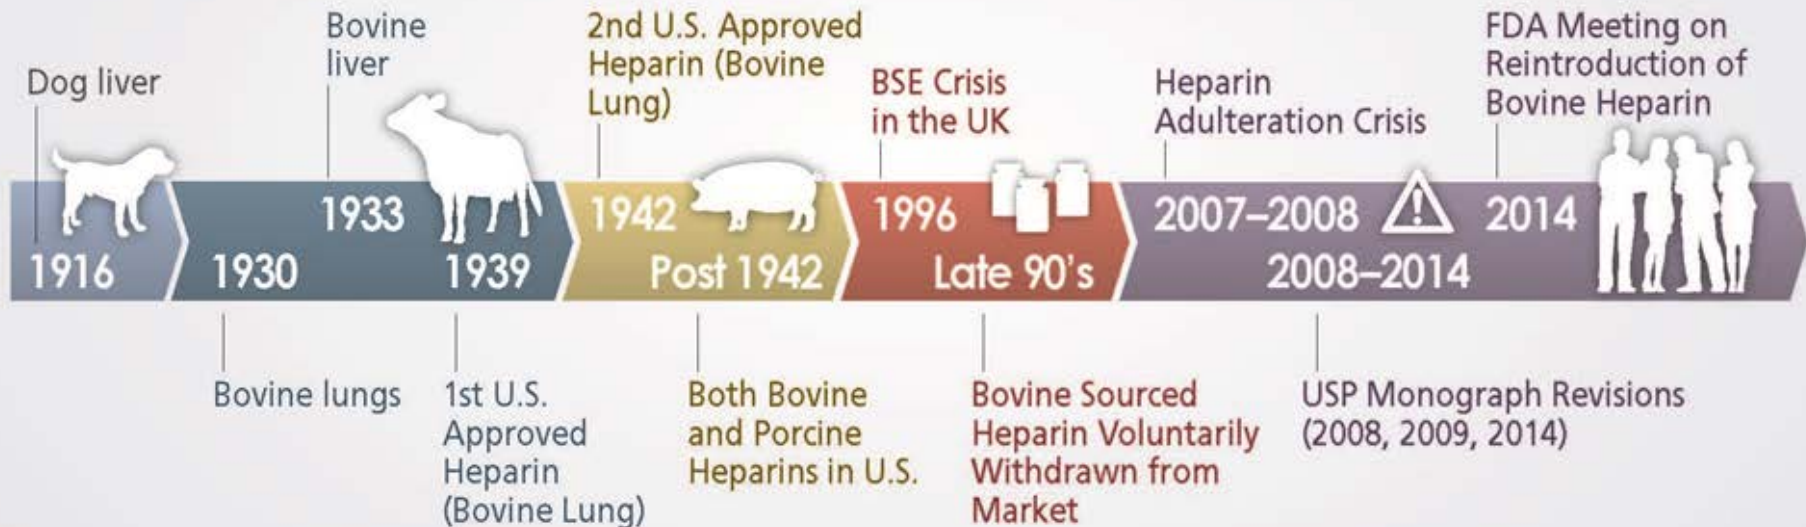 Dog liver
1916
1930
Bovine lungs
Bovine
liver
1933
1939
1st U.S.
Approved
Heparin
(Bovine Lung)
2nd U.S. Approved
Heparin (Bovine
Lung)
1942
Post 1942
Both Bovine
and Porcine
Heparins in U.S.
BSE Crisis
in the UK
1996
Late 90's
Bovine Sourced
Heparin Voluntarily
Withdrawn from
Market
Heparin
Adulteration Crisis
2007–2008
!
2008–2014
USP Monograph Revisions
(2008, 2009, 2014)
FDA Meeting on
Reintroduction of
Bovine Heparin
2014